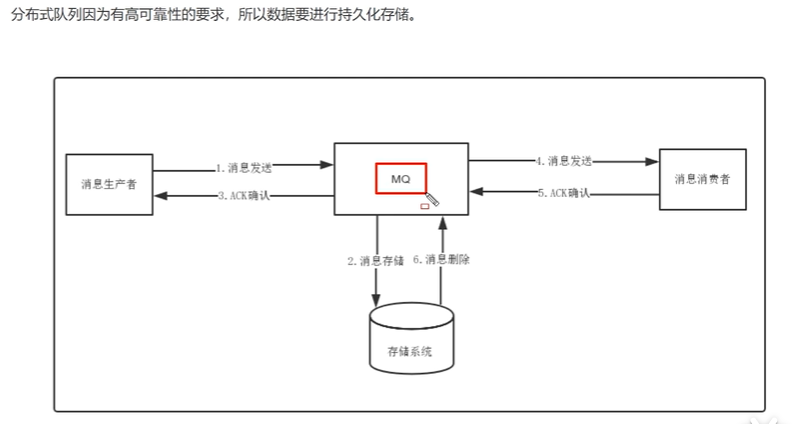 分布式队列因为有高可靠性的要求，所以数据要进行持久化存储。
消息生产者
1.消息发送
3.ACK确认
MQ
4.消息发送
5.ACK确认
消息消费者
2.消息存储
6.消息删除
存储系统